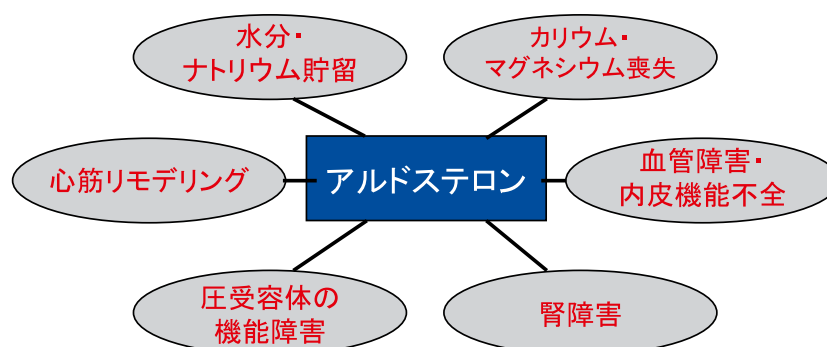 水分・
ナトリウム貯留
カリウム・
マグネシウム喪失
心筋リモデリング
アルドステロン
血管障害・
内皮機能不全
圧受容体の
機能障害
腎障害